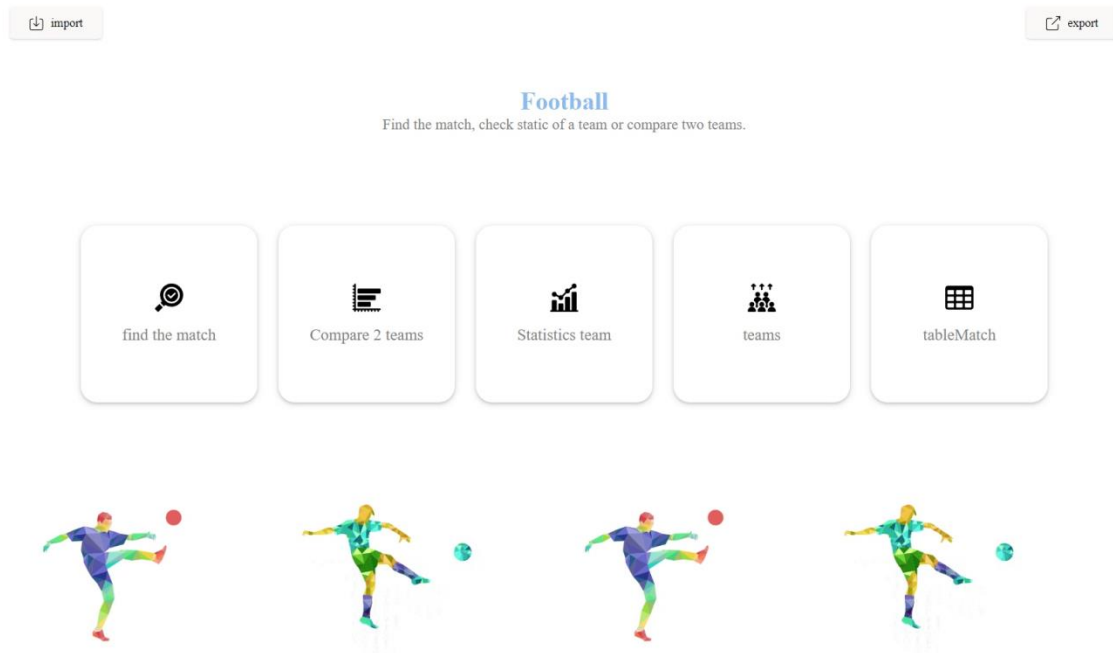 import
export
Football
Find the match, check static of a team or compare two teams.
find the match
Compare 2 teams
Statistics team
teams
tableMatch